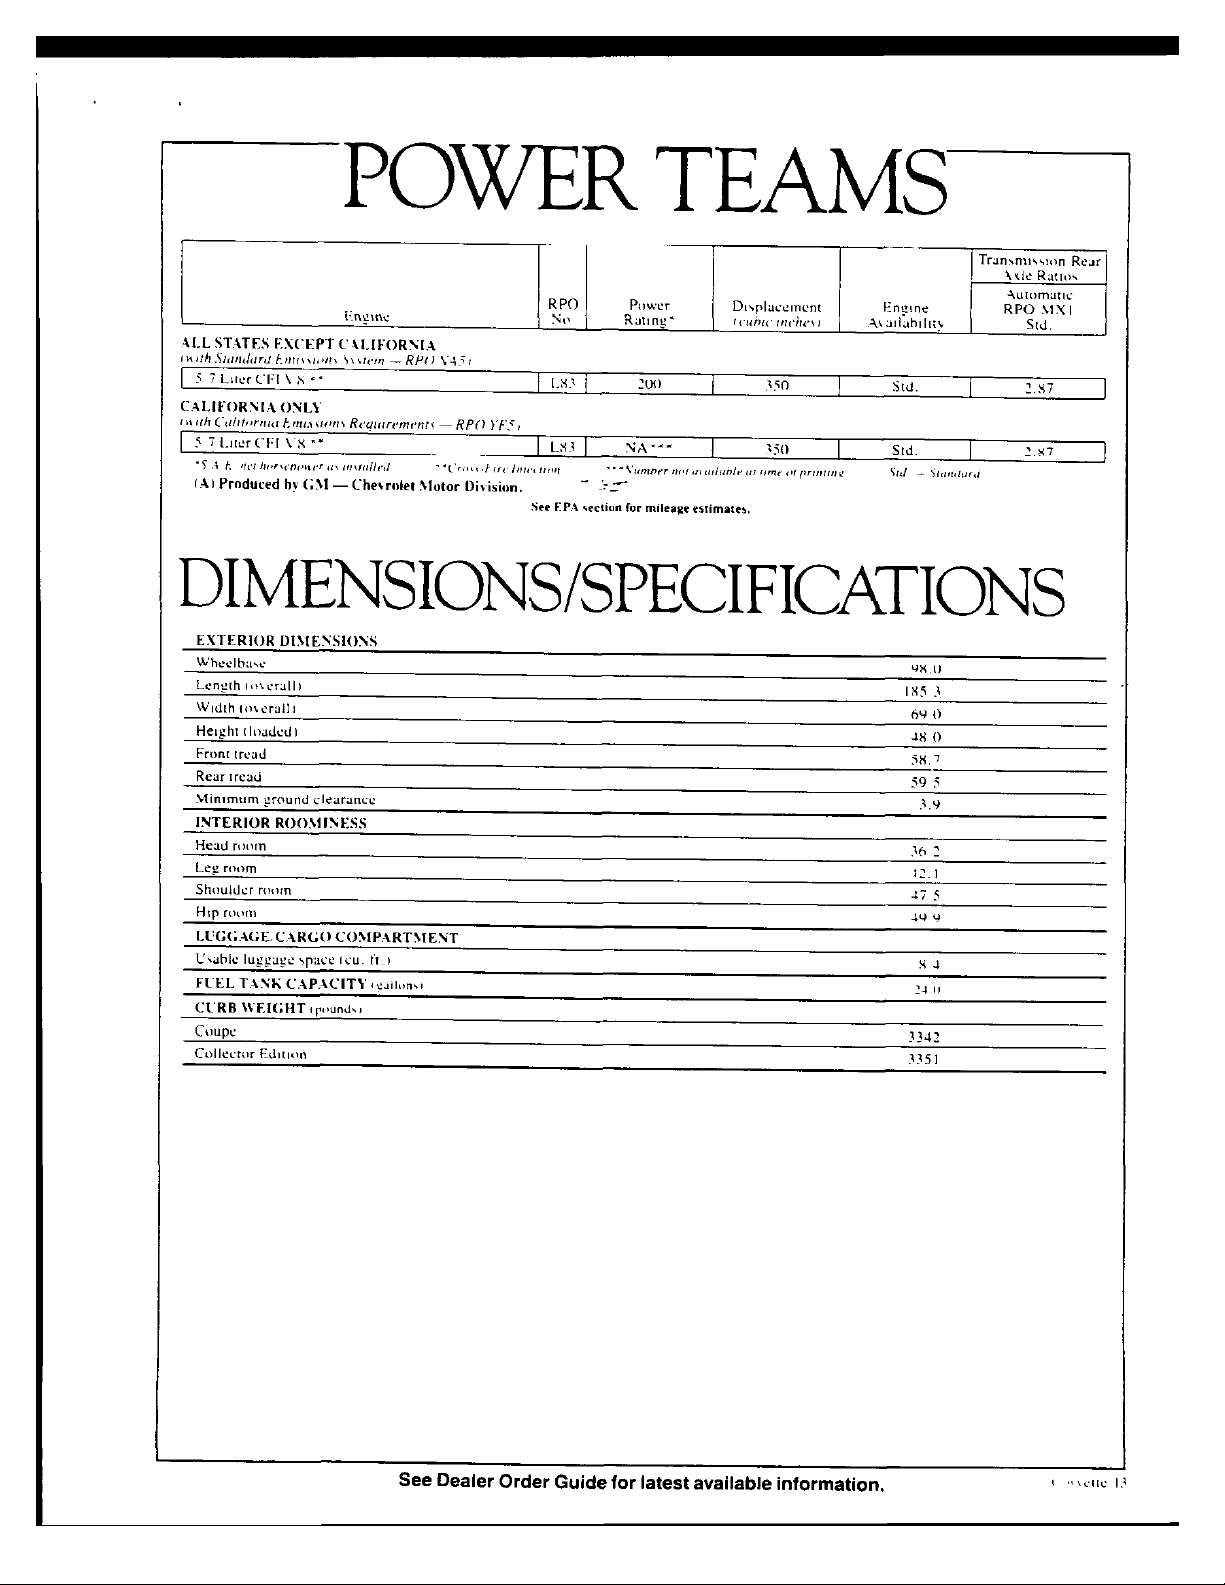 POWER TEAMS
Transmission Rear
Axle Ratios
Engine RPO No Power Rating* Displacement (cubic inches) Engine Availability Automatic RPO MX1 Std.
ALL STATES EXCEPT CALIFORNIA
(with Standard Emissions System — RPO NA5)
5.7 Liter CFI V8 ** L83 200 350 Std. 2.87
CALIFORNIA ONLY
(with California Emissions Requirements — RPO YF5)
5.7 Liter CFI V8 ** L83 NA*** 350 Std. 2.87
*S.A.E. net horsepower as installed **Cross-Fire Injection ***Number not available at time of printing Std. – Standard
(A) Produced by GM — Chevrolet Motor Division.
See EPA section for mileage estimates.
DIMENSIONS/SPECIFICATIONS
EXTERIOR DIMENSIONS
Wheelbase 98.0
Length (overall) 185.3
Width (overall) 69.0
Height (loaded) 48.0
Front tread 58.7
Rear tread 59.5
Minimum ground clearance 3.9
INTERIOR ROOMINESS
Head room 36.2
Leg room 42.1
Shoulder room 47.5
Hip room 49.9
LUGGAGE CARGO COMPARTMENT
Usable luggage space (cu. ft.) 8.4
FUEL TANK CAPACITY (gallons) 24.0
CURB WEIGHT (pounds)
Coupe 3342
Collector Edition 3351
See Dealer Order Guide for latest available information.
Corvette 13